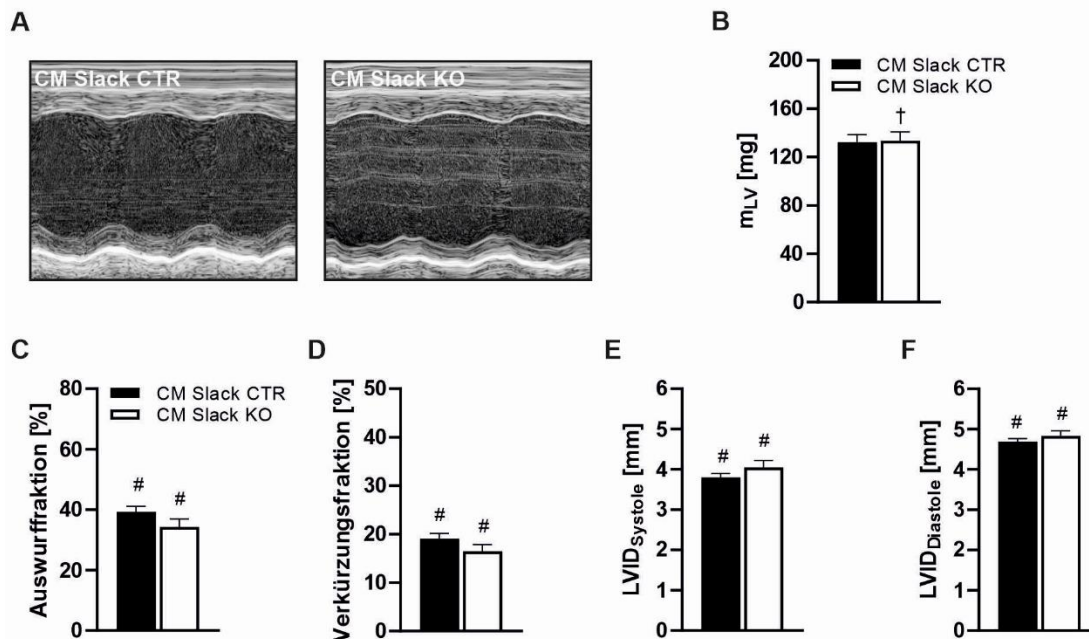 A
CM Slack CTR
CM Slack KO
B
CM Slack CTR
CM Slack KO
†
m_LV [mg]
200
160
120
80
40
0
C
CM Slack CTR
CM Slack KO
# #
Auswurffraktion [%]
80
60
40
20
0
D
# #
Verkürzungsfraktion [%]
50
40
30
20
10
0
E
# #
LVID_Systole [mm]
6
5
4
3
2
1
0
F
# #
LVID_Diastole [mm]
6
5
4
3
2
1
0